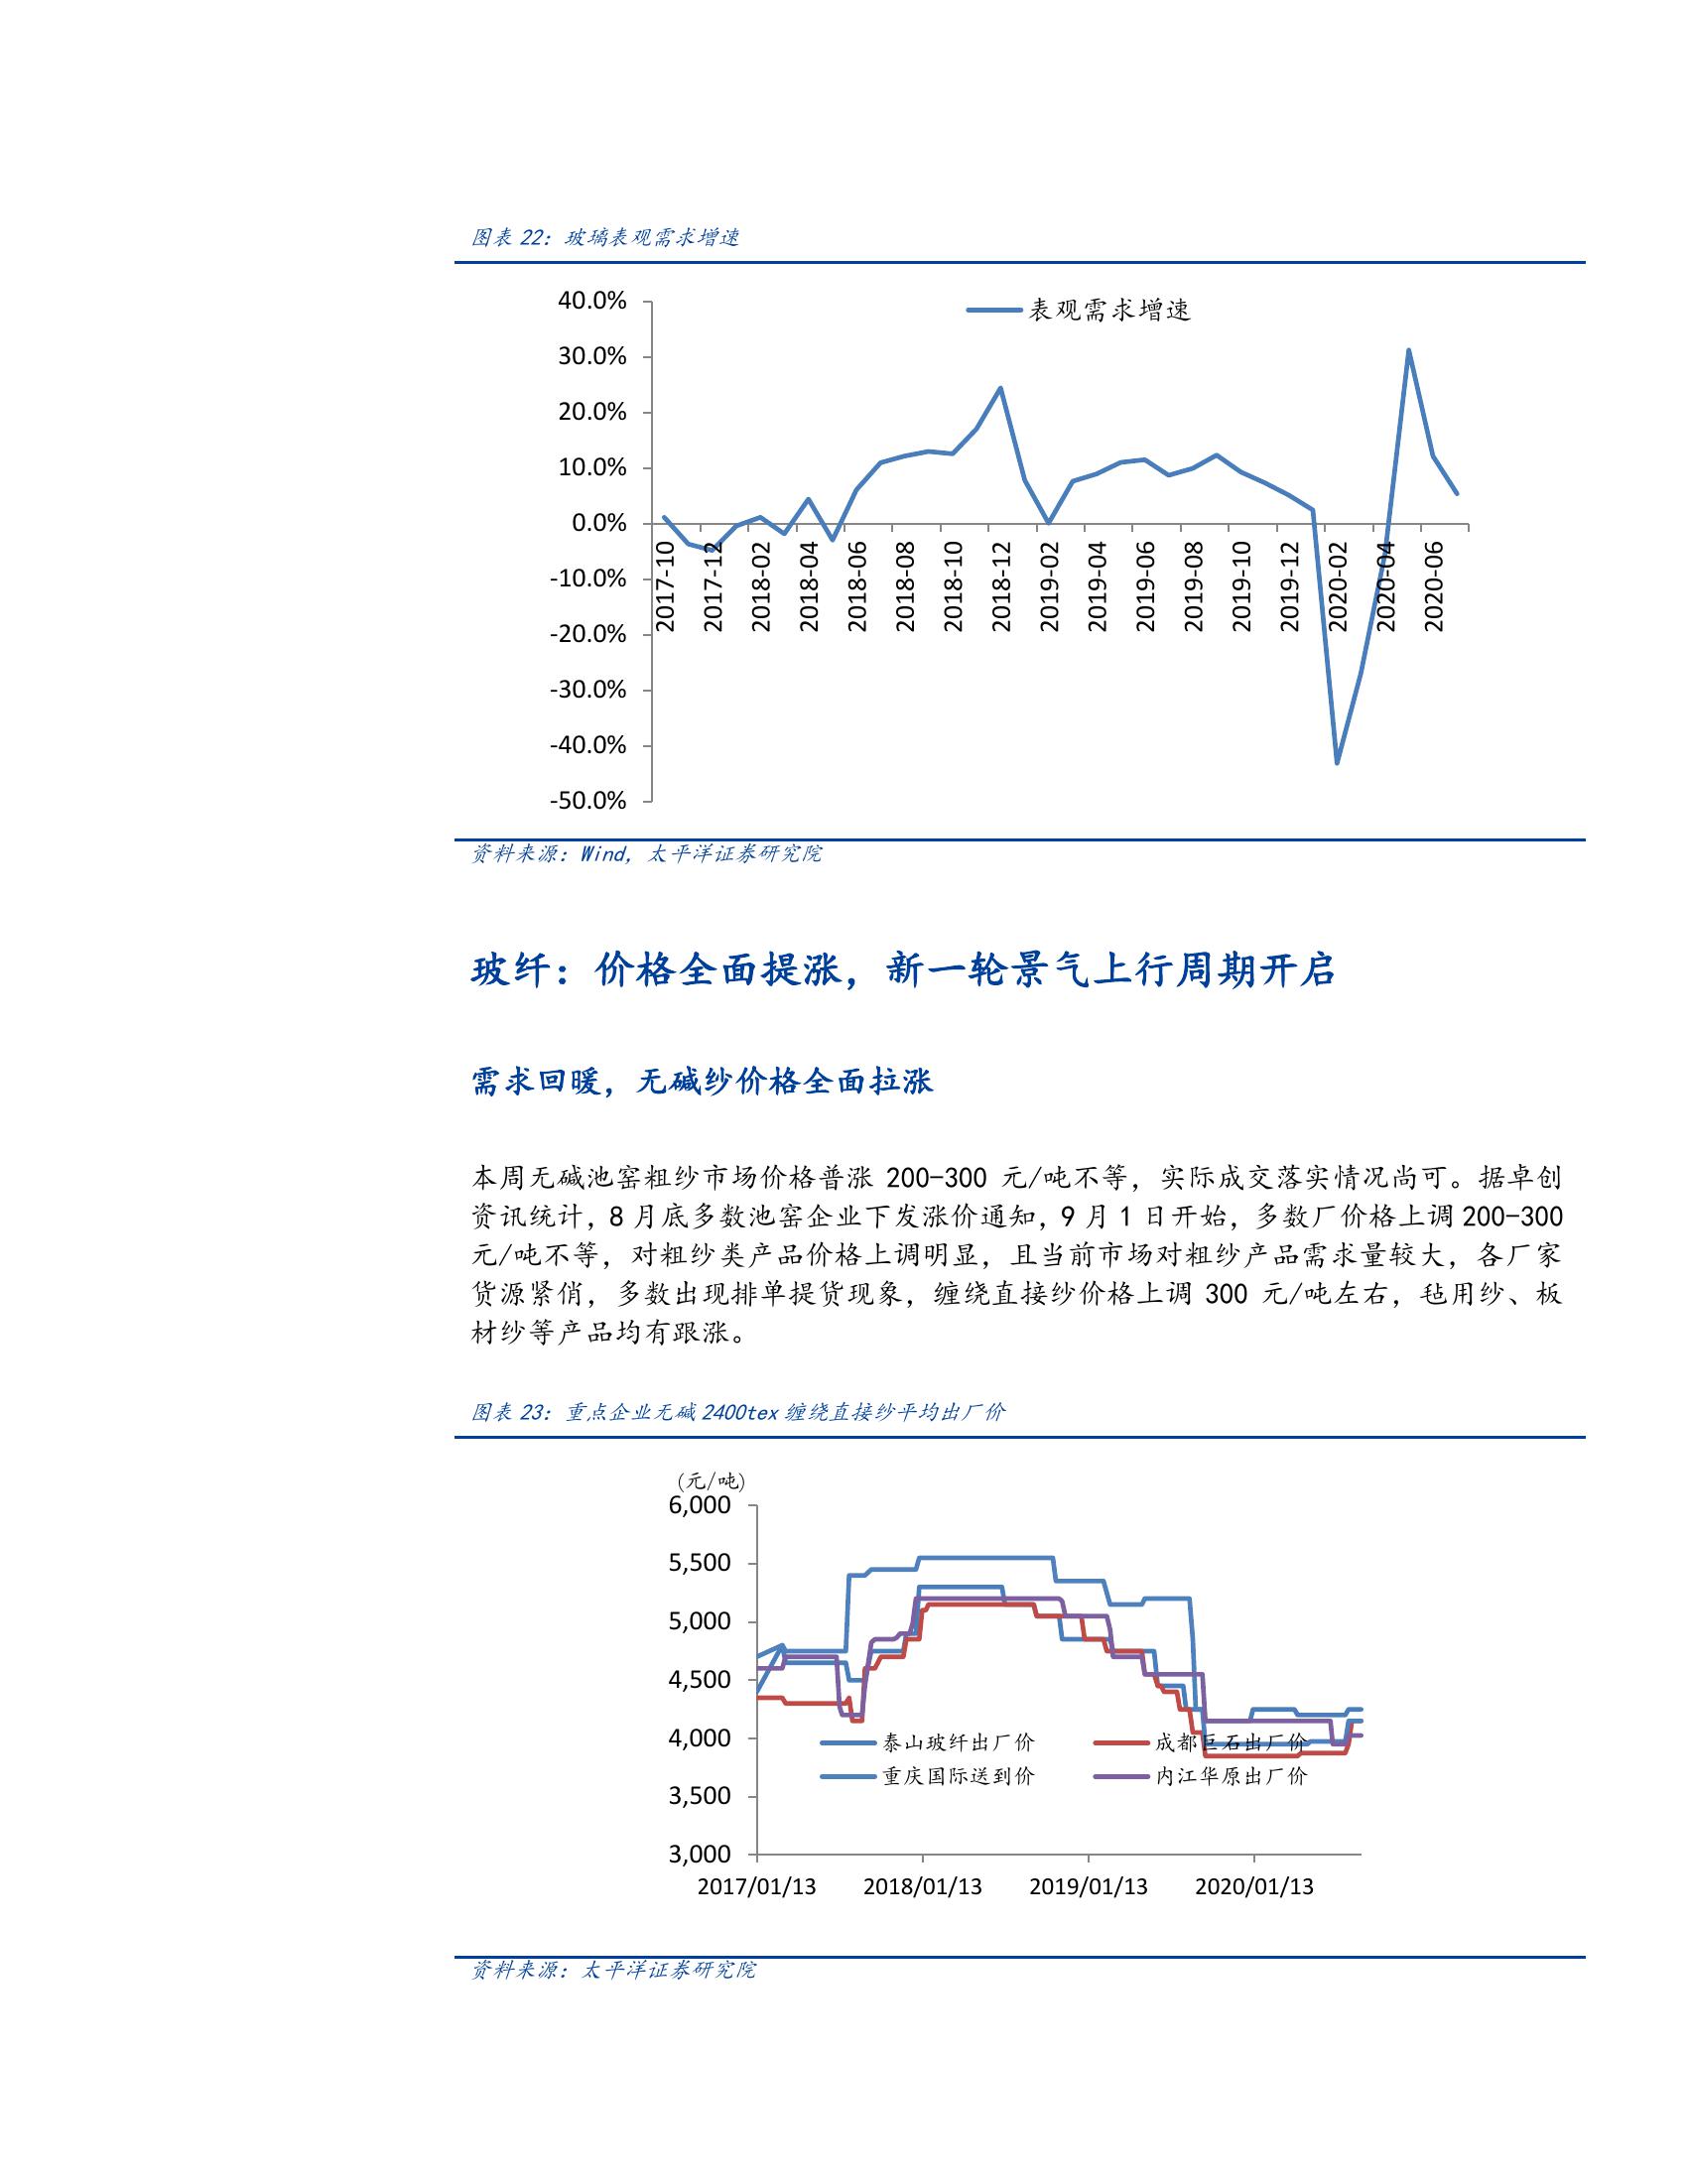 图表 22：玻璃表观需求增速
表观需求增速
40.0%
30.0%
20.0%
10.0%
0.0%
-10.0%
-20.0%
-30.0%
-40.0%
-50.0%
2017-10
2017-12
2018-02
2018-04
2018-06
2018-08
2018-10
2018-12
2019-02
2019-04
2019-06
2019-08
2019-10
2019-12
2020-02
2020-04
2020-06
资料来源：Wind，太平洋证券研究院
玻纤：价格全面提涨，新一轮景气上行周期开启
需求回暖，无碱纱价格全面拉涨
本周无碱池窑粗纱市场价格普涨 200-300 元/吨不等，实际成交落实情况尚可。据卓创
资讯统计，8 月底多数池窑企业下发涨价通知，9 月 1 日开始，多数厂价格上调 200-300
元/吨不等，对粗纱类产品价格上调明显，且当前市场对粗纱产品需求量较大，各厂家
货源紧俏，多数出现排单提货现象，缠绕直接纱价格上调 300 元/吨左右，毡用纱、板
材纱等产品均有跟涨。
图表 23：重点企业无碱 2400tex 缠绕直接纱平均出厂价
(元/吨)
6,000
5,500
5,000
4,500
4,000
3,500
3,000
泰山玻纤出厂价
成都巨石出厂价
重庆国际送到价
内江华原出厂价
2017/01/13
2018/01/13
2019/01/13
2020/01/13
资料来源：太平洋证券研究院